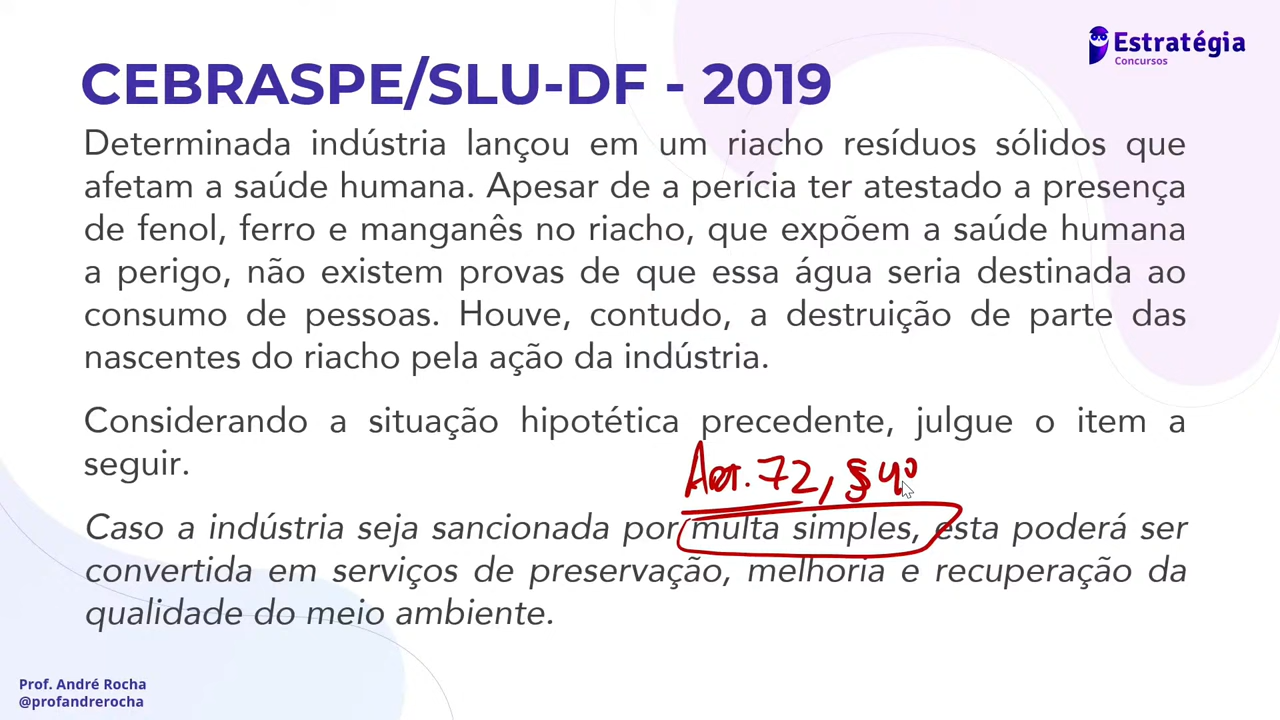 Estratégia
Concursos
CEBRASPE/SLU-DF - 2019
Determinada indústria lançou em um riacho resíduos sólidos que
afetam a saúde humana. Apesar de a perícia ter atestado a presença
de fenol, ferro e manganês no riacho, que expõem a saúde humana
a perigo, não existem provas de que essa água seria destinada ao
consumo de pessoas. Houve, contudo, a destruição de parte das
nascentes do riacho pela ação da indústria.
Considerando a situação hipotética precedente, julgue o item a
seguir.
Art. 72, § 4º
Caso a indústria seja sancionada por multa simples, esta poderá ser
convertida em serviços de preservação, melhoria e recuperação da
qualidade do meio ambiente.
Prof. André Rocha
@profandrerocha